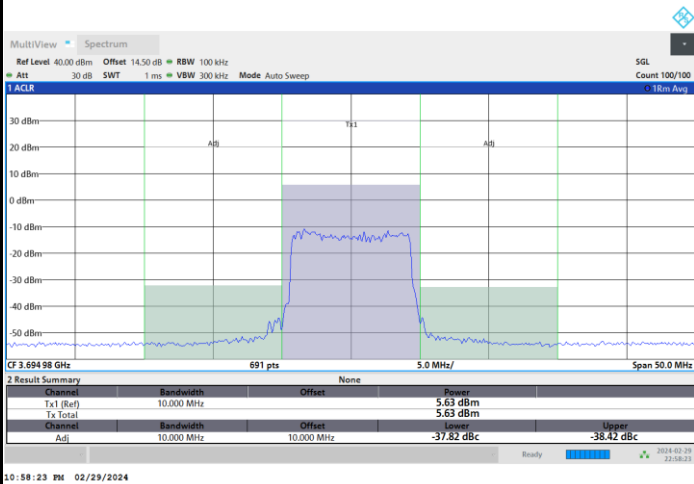 MultiView Spectrum
Ref Level 40.00 dBm Offset 14.50 dB RBW 100 kHz SGL
Att 30 dB SWT 1 ms VBW 300 kHz Mode Auto Sweep Count 100/100
1 ACLR 1Rm Avg
30 dBm
Tx1
20 dBm
Adj Adj
10 dBm
0 dBm
-10 dBm
-20 dBm
-30 dBm
-40 dBm
-50 dBm
CF 3.694 98 GHz 691 pts 5.0 MHz/ Span 50.0 MHz
2 Result Summary None
Channel Bandwidth Offset Power
Tx1 (Ref) 10.000 MHz 5.63 dBm
Tx Total 5.63 dBm
Channel Bandwidth Offset Lower Upper
Adj 10.000 MHz 10.000 MHz -37.82 dBc -38.42 dBc
Ready 2024-02-29
22:58:23
10:58:23 PM 02/29/2024